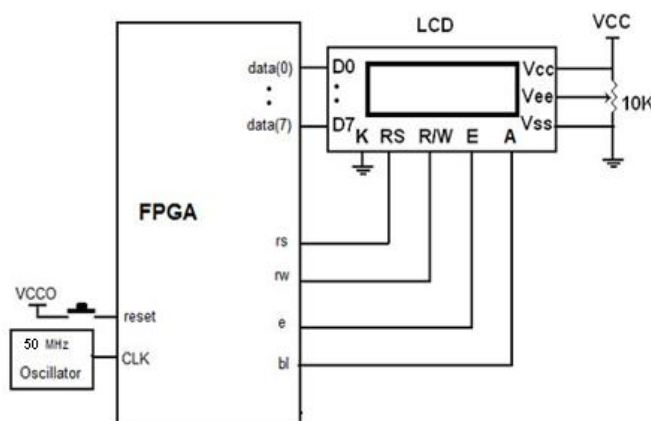 LCD
VCC
data(0)
D0
Vcc
Vee
10K
data(7)
D7
Vss
K RS R/W E A
FPGA
rs
rw
VCCO
reset
e
50 MHz
Oscillator
CLK
bl